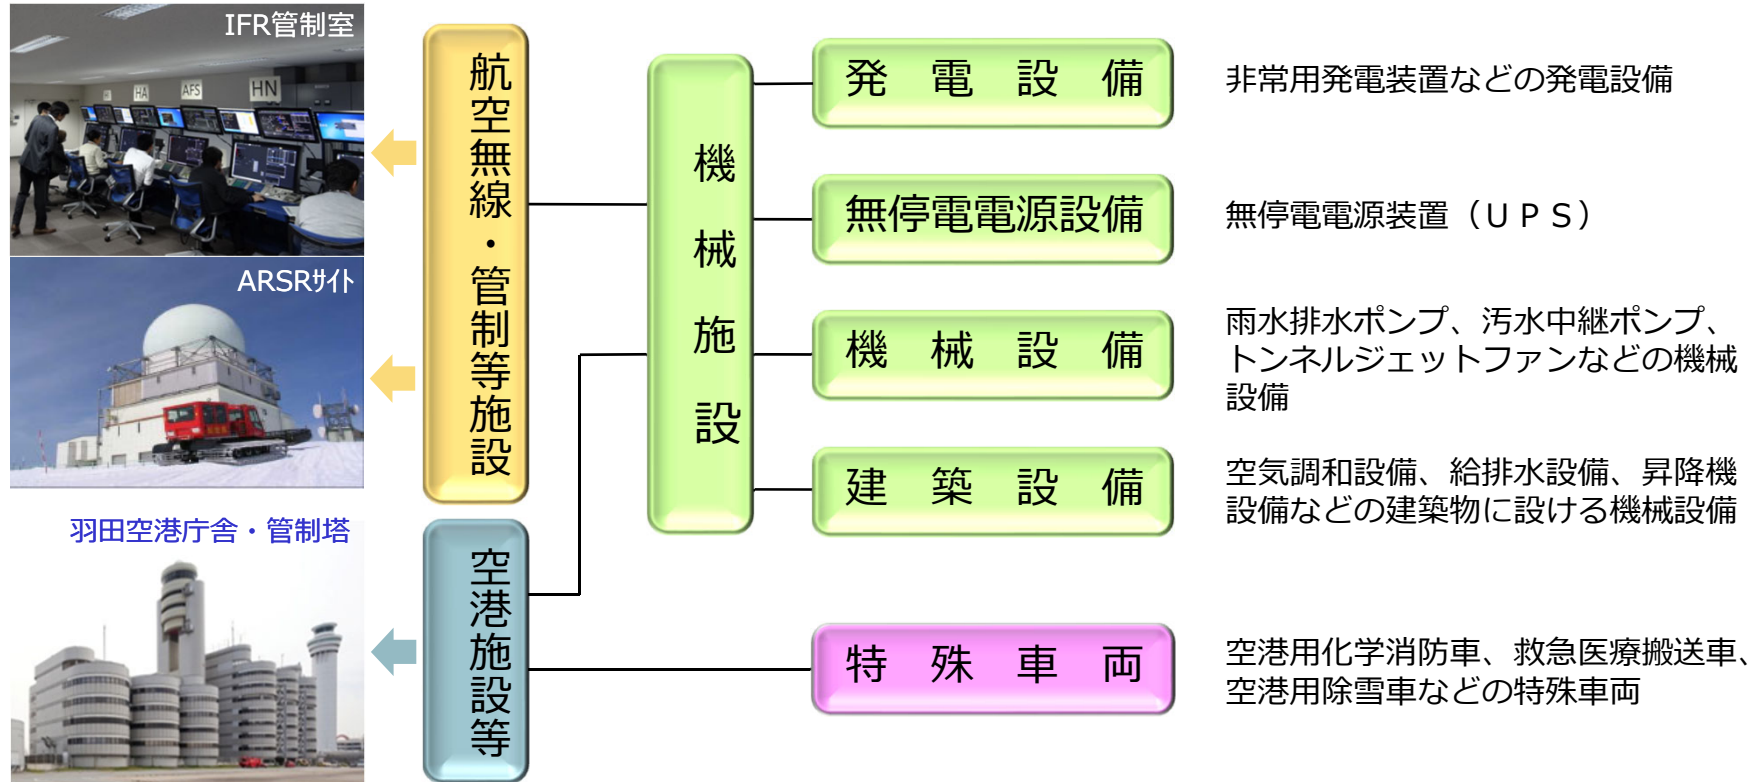 IFR管制室
HA
AFS
HN
ARSRｻｲﾄ
羽田空港庁舎・管制塔
航空無線・管制等施設
空港施設等
機械施設
発電設備
非常用発電装置などの発電設備
無停電電源設備
無停電電源装置（ＵＰＳ）
機械設備
雨水排水ポンプ、汚水中継ポンプ、
トンネルジェットファンなどの機械
設備
建築設備
空気調和設備、給排水設備、昇降機
設備などの建築物に設ける機械設備
特殊車両
空港用化学消防車、救急医療搬送車、
空港用除雪車などの特殊車両